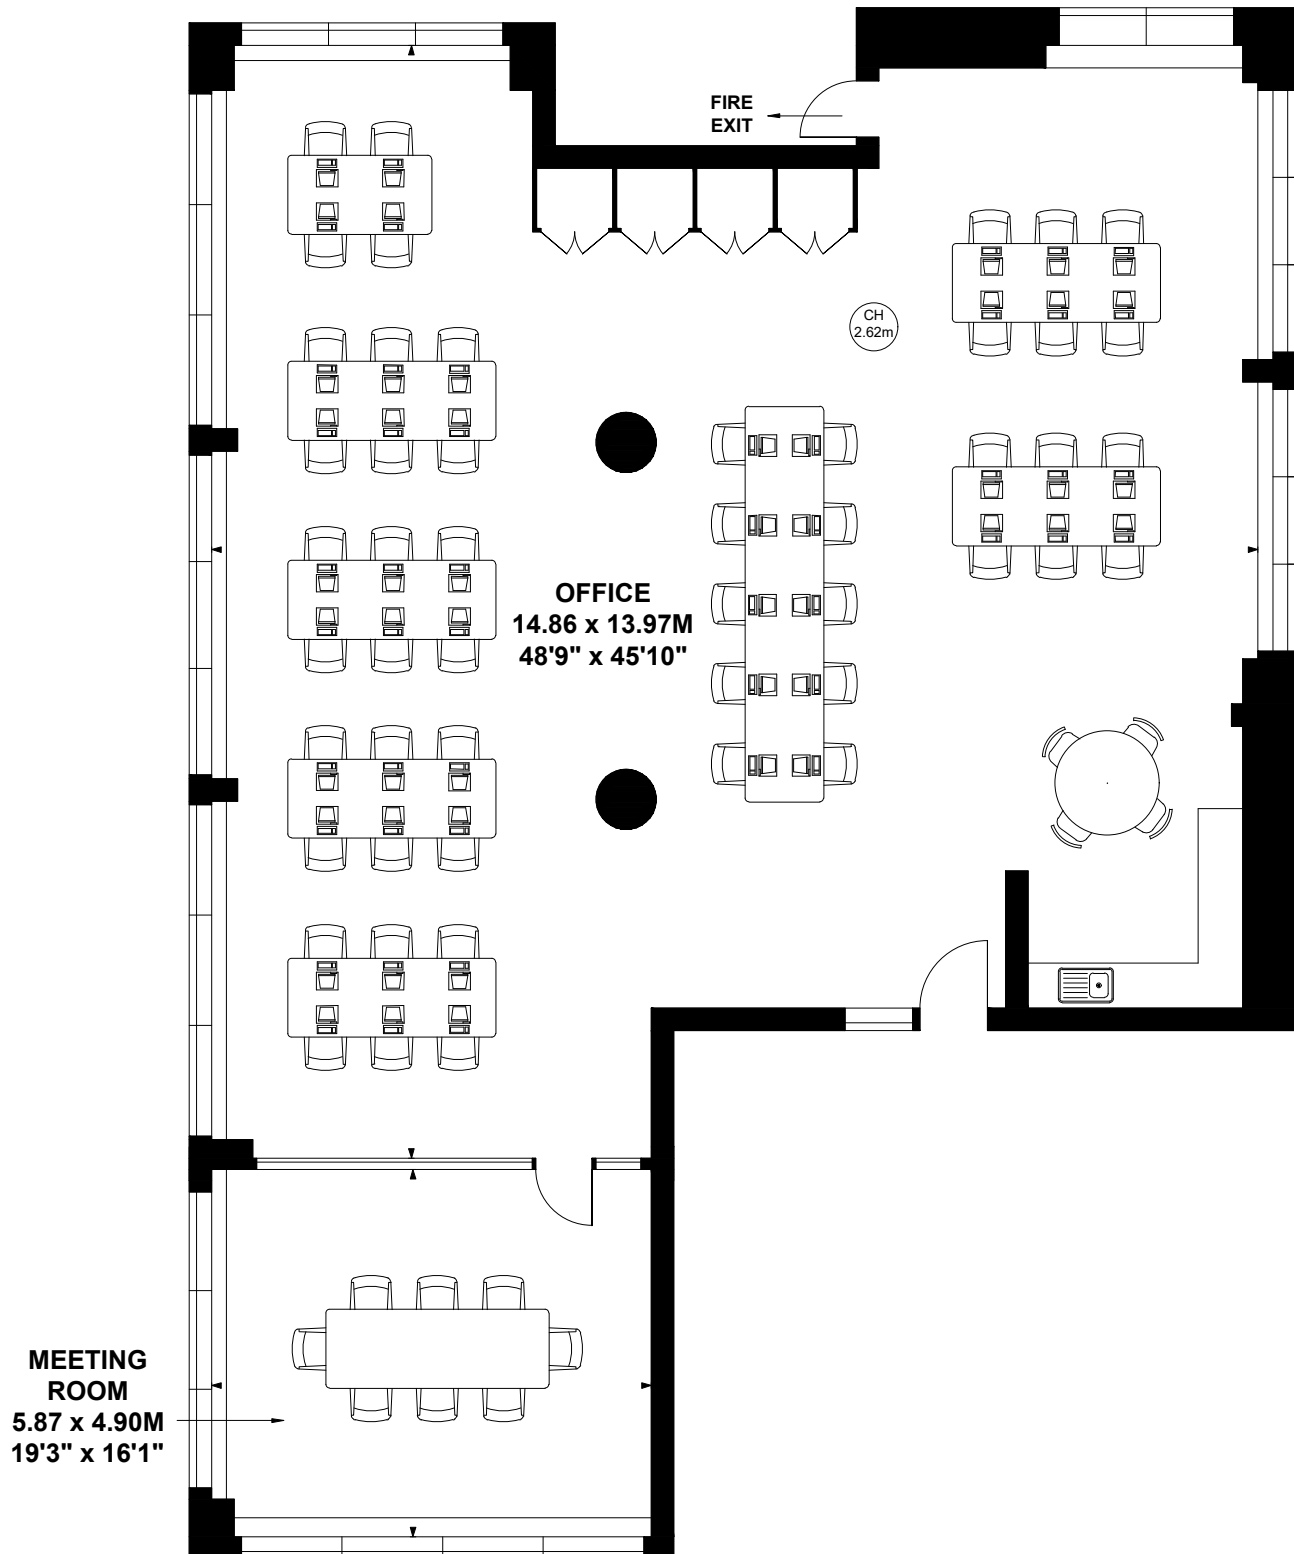 FIRE
EXIT
CH
2.62m
OFFICE
14.86 x 13.97M
48'9" x 45'10"
MEETING
ROOM
5.87 x 4.90M
19'3" x 16'1"